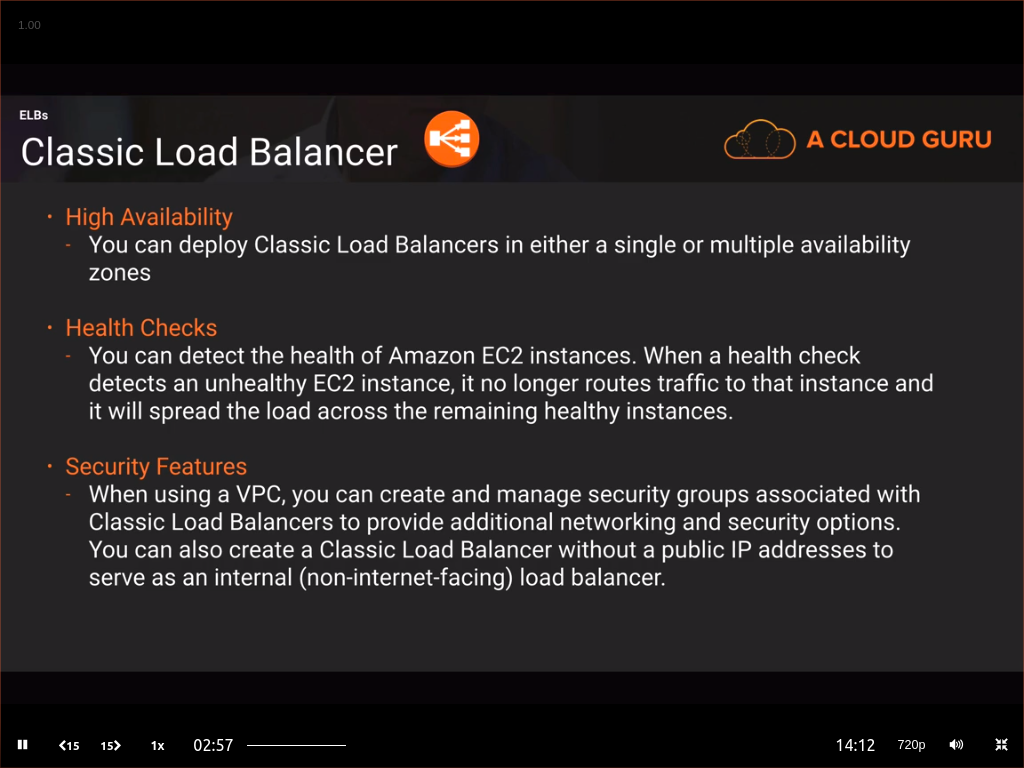 1.00
ELBs
Classic Load Balancer
A CLOUD GURU
• High Availability
- You can deploy Classic Load Balancers in either a single or multiple availability
zones
• Health Checks
- You can detect the health of Amazon EC2 instances. When a health check
detects an unhealthy EC2 instance, it no longer routes traffic to that instance and
it will spread the load across the remaining healthy instances.
• Security Features
- When using a VPC, you can create and manage security groups associated with
Classic Load Balancers to provide additional networking and security options.
You can also create a Classic Load Balancer without a public IP addresses to
serve as an internal (non-internet-facing) load balancer.
15 15 1x 02:57 14:12 720p